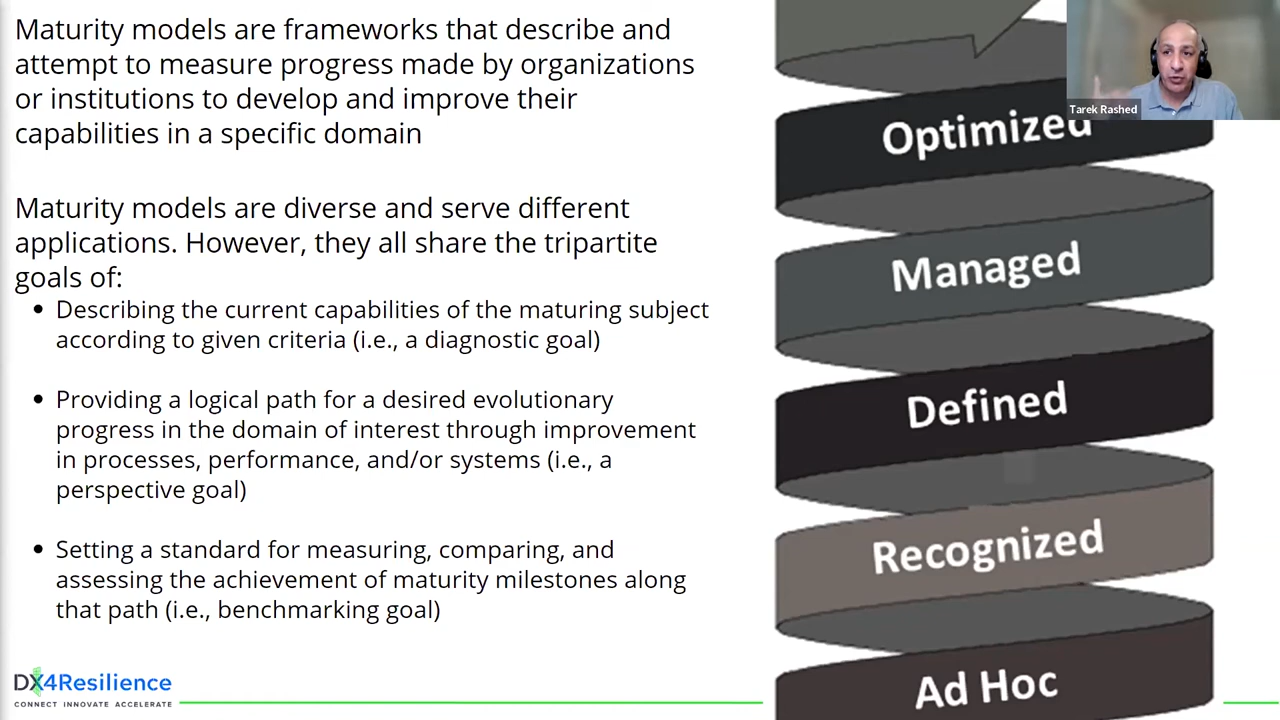 Maturity models are frameworks that describe and
attempt to measure progress made by organizations
or institutions to develop and improve their
capabilities in a specific domain
Maturity models are diverse and serve different
applications. However, they all share the tripartite
goals of:
• Describing the current capabilities of the maturing subject
according to given criteria (i.e., a diagnostic goal)
• Providing a logical path for a desired evolutionary
progress in the domain of interest through improvement
in processes, performance, and/or systems (i.e., a
perspective goal)
• Setting a standard for measuring, comparing, and
assessing the achievement of maturity milestones along
that path (i.e., benchmarking goal)
DX4Resilience
CONNECT INNOVATE ACCELERATE
Tarek Rashed
Optimized
Managed
Defined
Recognized
Ad Hoc